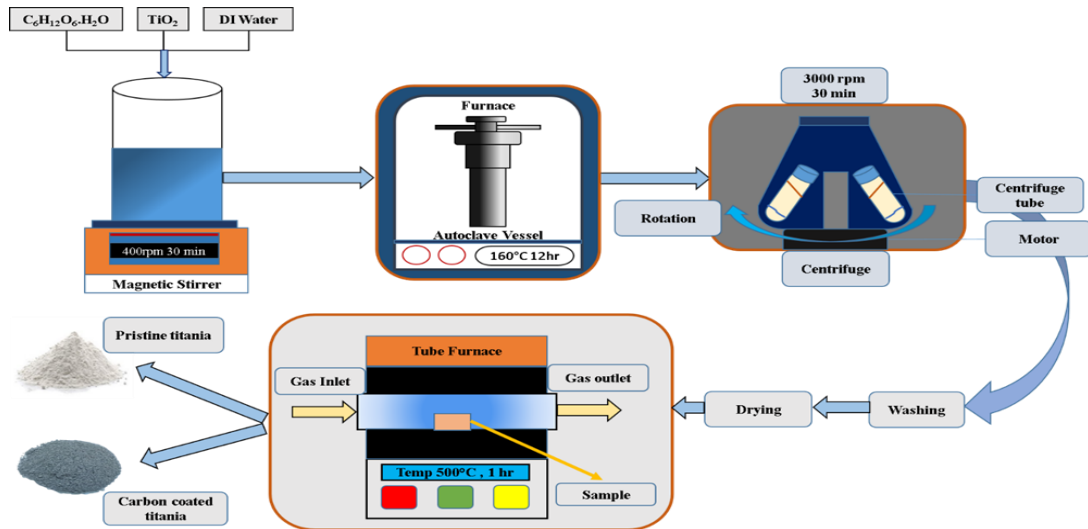 C₆H₁₂O₆.H₂O
TiO₂
DI Water
400rpm 30 min
Magnetic Stirrer
Furnace
Autoclave Vessel
160°C 12hr
3000 rpm
30 min
Rotation
Centrifuge
tube
Motor
Centrifuge
Washing
Drying
Tube Furnace
Gas Inlet
Gas outlet
Temp 500°C , 1 hr
Sample
Pristine titania
Carbon coated
titania